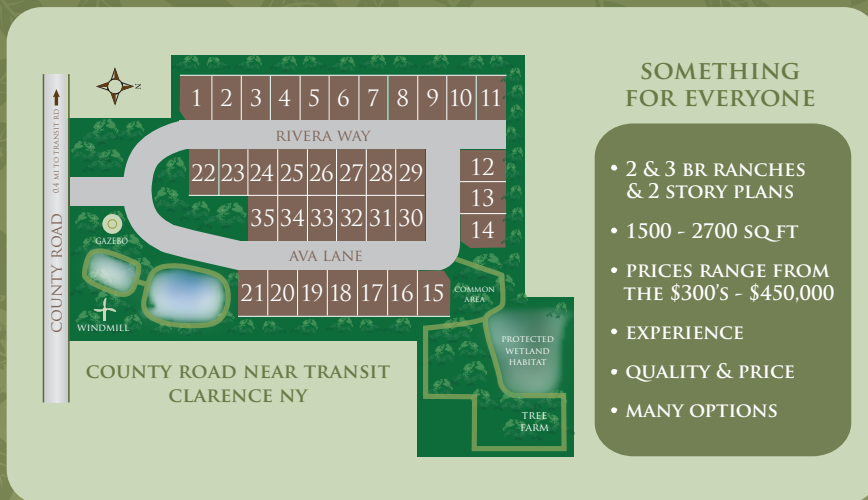 N
0.4 MI TO TRANSIT RD
COUNTY ROAD
1 2 3 4 5 6 7 8 9 10 11
RIVERA WAY
22 23 24 25 26 27 28 29
12
13
14
35 34 33 32 31 30
GAZEBO
AVA LANE
21 20 19 18 17 16 15
COMMON
AREA
WINDMILL
PROTECTED
WETLAND
HABITAT
TREE
FARM
COUNTY ROAD NEAR TRANSIT
CLARENCE NY
SOMETHING
FOR EVERYONE
• 2 & 3 BR RANCHES
& 2 STORY PLANS
• 1500 - 2700 SQ FT
• PRICES RANGE FROM
THE $300'S - $450,000
• EXPERIENCE
• QUALITY & PRICE
• MANY OPTIONS